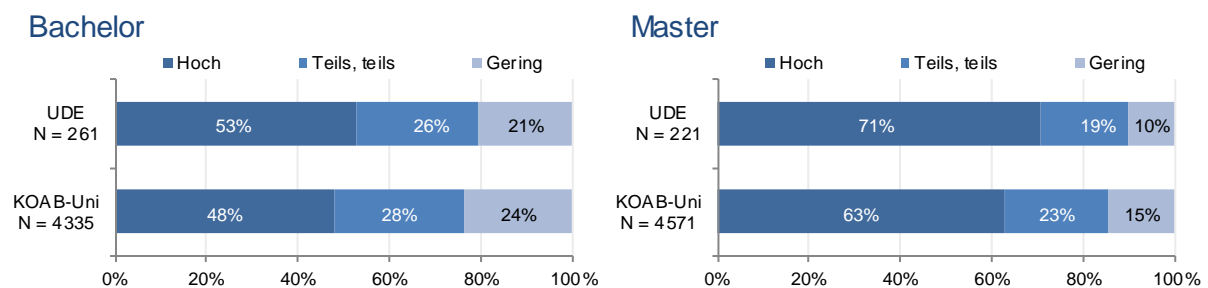 Bachelor
Hoch Teils, teils Gering
UDE
N = 261
53% 26% 21%
KOAB-Uni
N = 4335
48% 28% 24%
0% 20% 40% 60% 80% 100%
Master
Hoch Teils, teils Gering
UDE
N = 221
71% 19% 10%
KOAB-Uni
N = 4571
63% 23% 15%
0% 20% 40% 60% 80% 100%